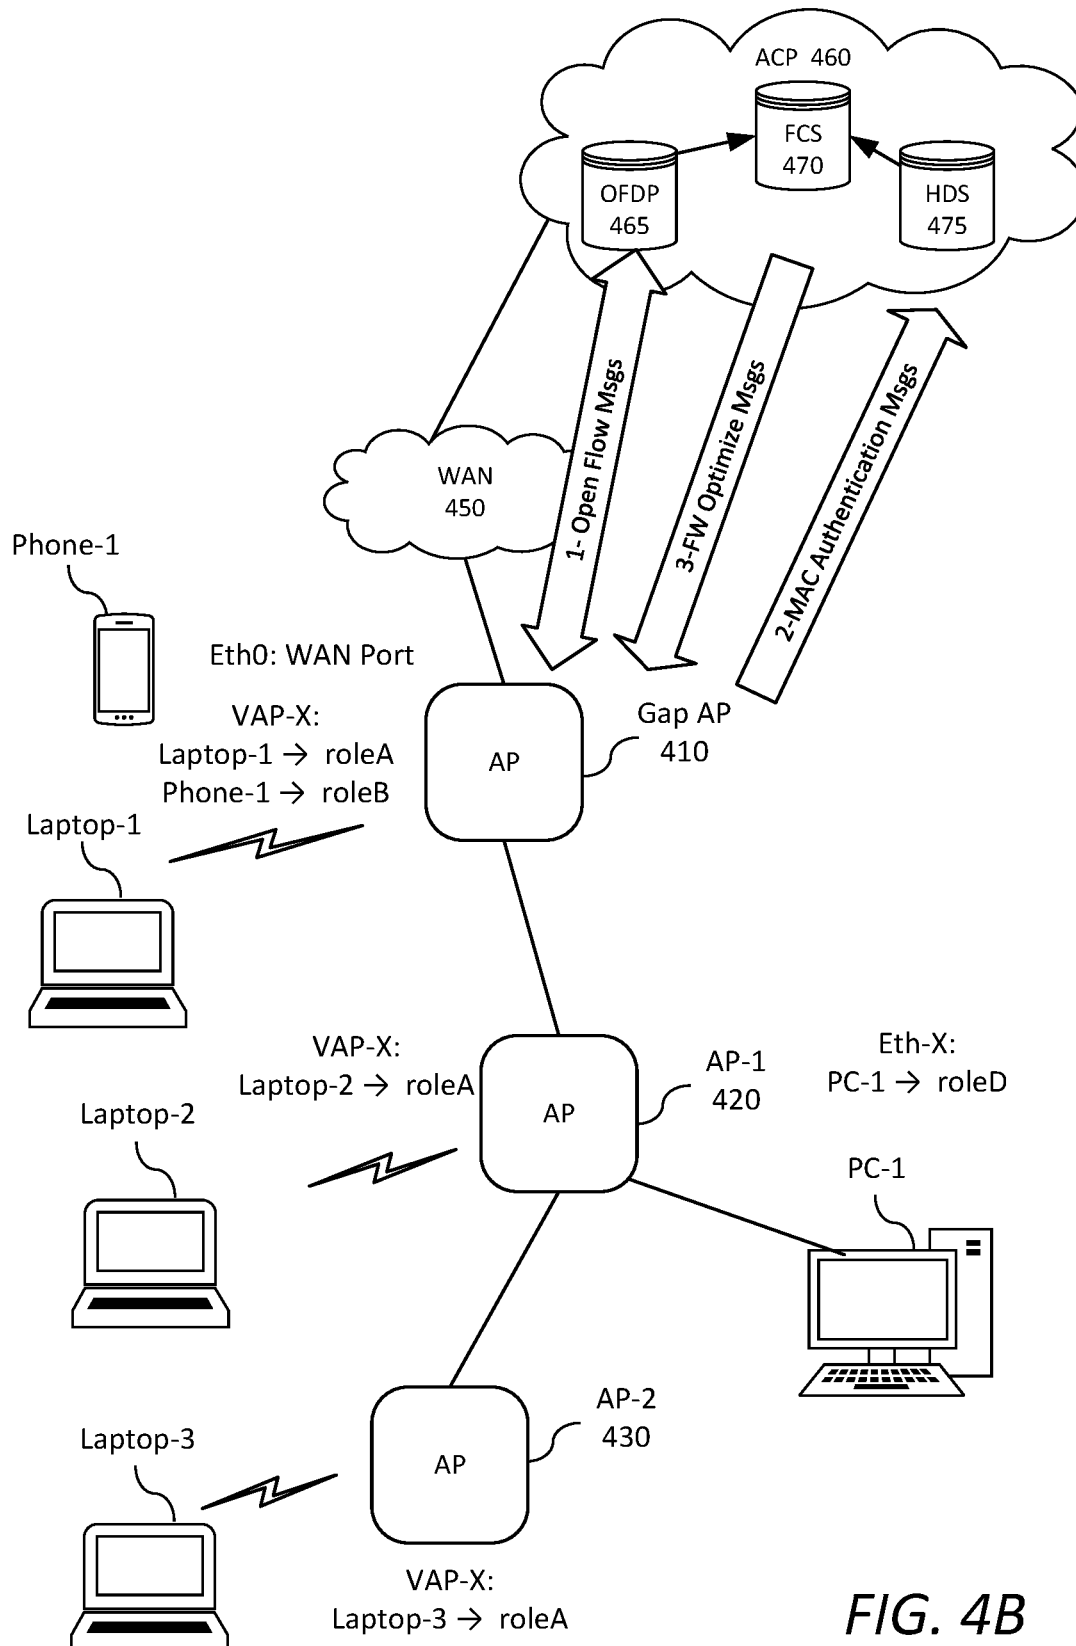 ACP 460
FCS
470
OFDP
465
HDS
475
1- Open Flow Msgs
3-FW Optimize Msgs
2-MAC Authentication Msgs
WAN
450
Phone-1
Eth0: WAN Port
VAP-X:
Laptop-1 → roleA
Phone-1 → roleB
AP
Gap AP
410
Laptop-1
VAP-X:
Laptop-2 → roleA
AP
AP-1
420
Eth-X:
PC-1 → roleD
Laptop-2
PC-1
AP
AP-2
430
Laptop-3
VAP-X:
Laptop-3 → roleA
FIG. 4B